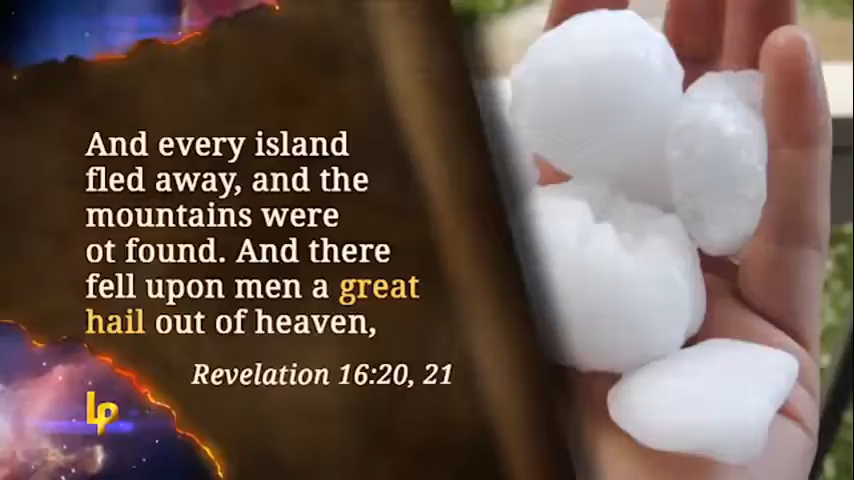 And every island
fled away, and the
mountains were
ot found. And there
fell upon men a great
hail out of heaven,
Revelation 16:20, 21
Lp